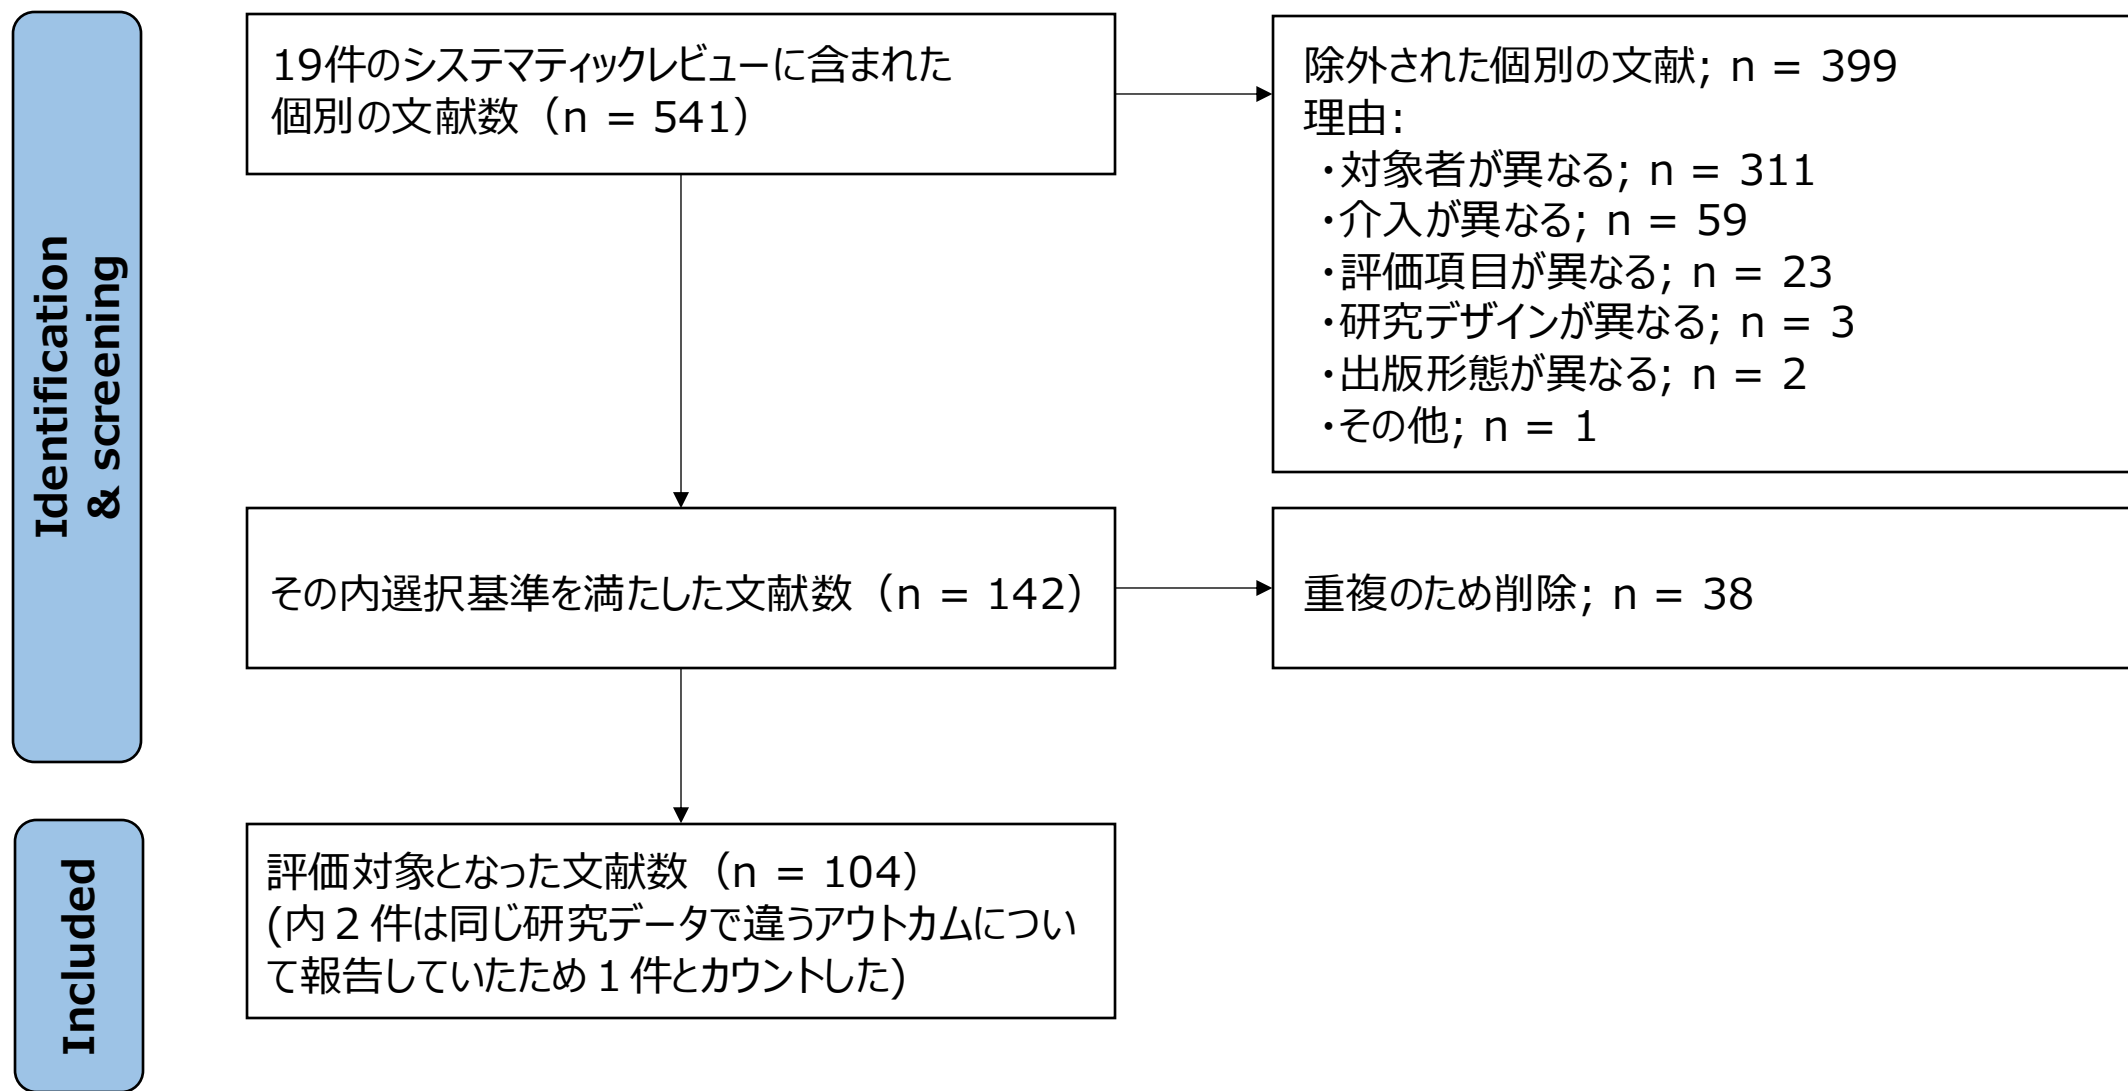 Identification
& screening
19件のシステマティックレビューに含まれた
個別の文献数（n = 541）
除外された個別の文献; n = 399
理由:
・対象者が異なる; n = 311
・介入が異なる; n = 59
・評価項目が異なる; n = 23
・研究デザインが異なる; n = 3
・出版形態が異なる; n = 2
・その他; n = 1
その内選択基準を満たした文献数（n = 142）
重複のため削除; n = 38
Included
評価対象となった文献数（n = 104）
(内２件は同じ研究データで違うアウトカムについ
て報告していたため１件とカウントした)